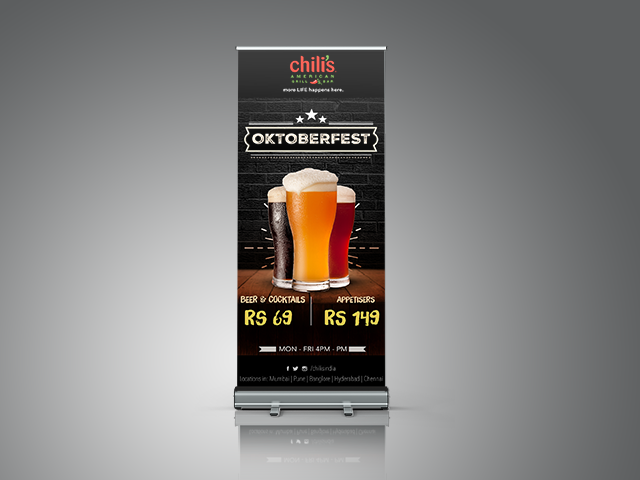 chili's
AMERICAN
GRILL BAR
more LIFE happens here.
OKTOBERFEST
BEER & COCKTAILS
RS 69
APPETISERS
RS 149
MON - FRI 4PM - PM
/chilisindia
locations in: Mumbai | Pune | Banglore | Hyderabad | Chennai